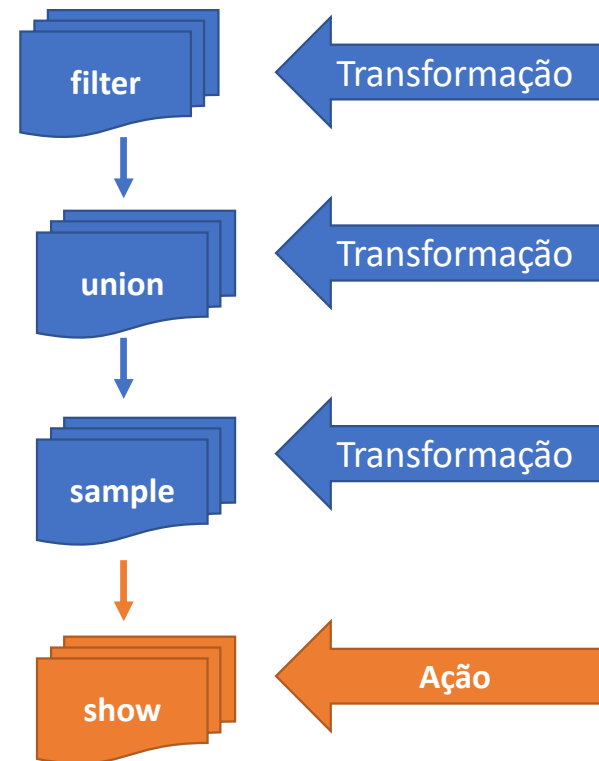 filter
Transformação
union
Transformação
sample
Transformação
show
Ação